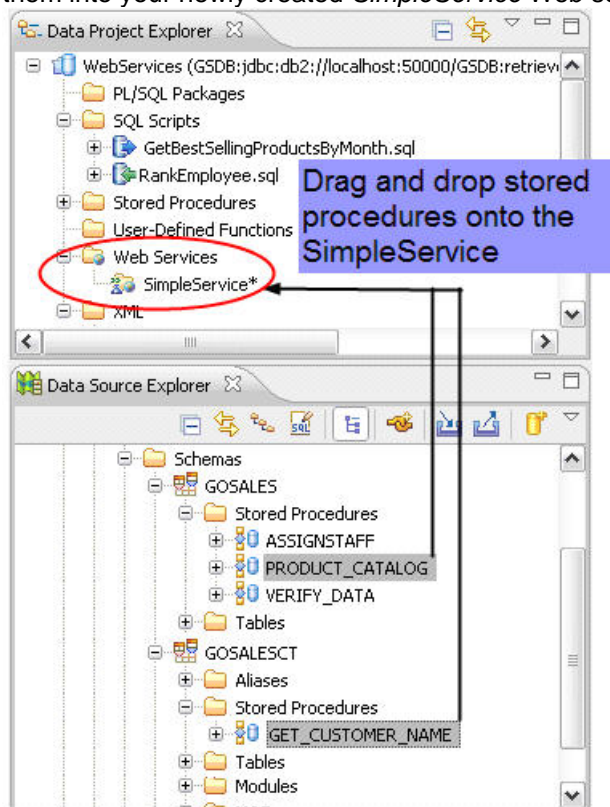 them into your newly created SimpleService Web se
Data Project Explorer
WebServices (GSDB:jdbc:db2://localhost:50000/GSDB:retriev
PL/SQL Packages
SQL Scripts
GetBestSellingProductsByMonth.sql
RankEmployee.sql
Stored Procedures
User-Defined Functions
Web Services
SimpleService*
XML
Drag and drop stored
procedures onto the
SimpleService
Data Source Explorer
SQL
Schemas
GOSALES
Stored Procedures
ASSIGNSTAFF
PRODUCT_CATALOG
VERIFY_DATA
Tables
GOSALESCT
Aliases
Stored Procedures
GET_CUSTOMER_NAME
Tables
Modules